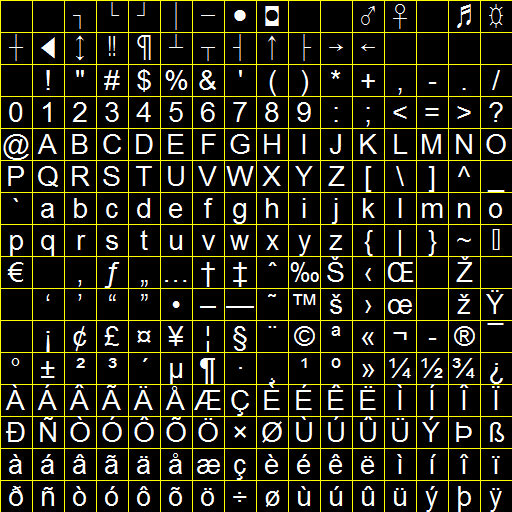 ┐ └ ┘ │ ─ ● ◘ ♂ ♀ ♬ ☼
┼ ◀ ↕ ‼ ¶ ┴ ┬ ┤ ↑ ├ → ←
! " # $ % & ' ( ) * + , - . /
0 1 2 3 4 5 6 7 8 9 : ; < = > ?
@ A B C D E F G H I J K L M N O
P Q R S T U V W X Y Z [ \ ] ^ _
` a b c d e f g h i j k l m n o
p q r s t u v w x y z { | } ~ ▯
€ ‚ ƒ „ … † ‡ ˆ ‰ Š ‹ Œ Ž
‘ ’ “ ” • – — ˜ ™ š › œ ž Ÿ
¡ ¢ £ ¤ ¥ ¦ § ¨ © ª « ¬ - ® ¯
° ± ² ³ ´ µ ¶ · ¸ ¹ º » ¼ ½ ¾ ¿
À Á Â Ã Ä Å Æ Ç È É Ê Ë Ì Í Î Ï
Ð Ñ Ò Ó Ô Õ Ö × Ø Ù Ú Û Ü Ý Þ ß
à á â ã ä å æ ç è é ê ë ì í î ï
ð ñ ò ó ô õ ö ÷ ø ù ú û ü ý þ ÿ